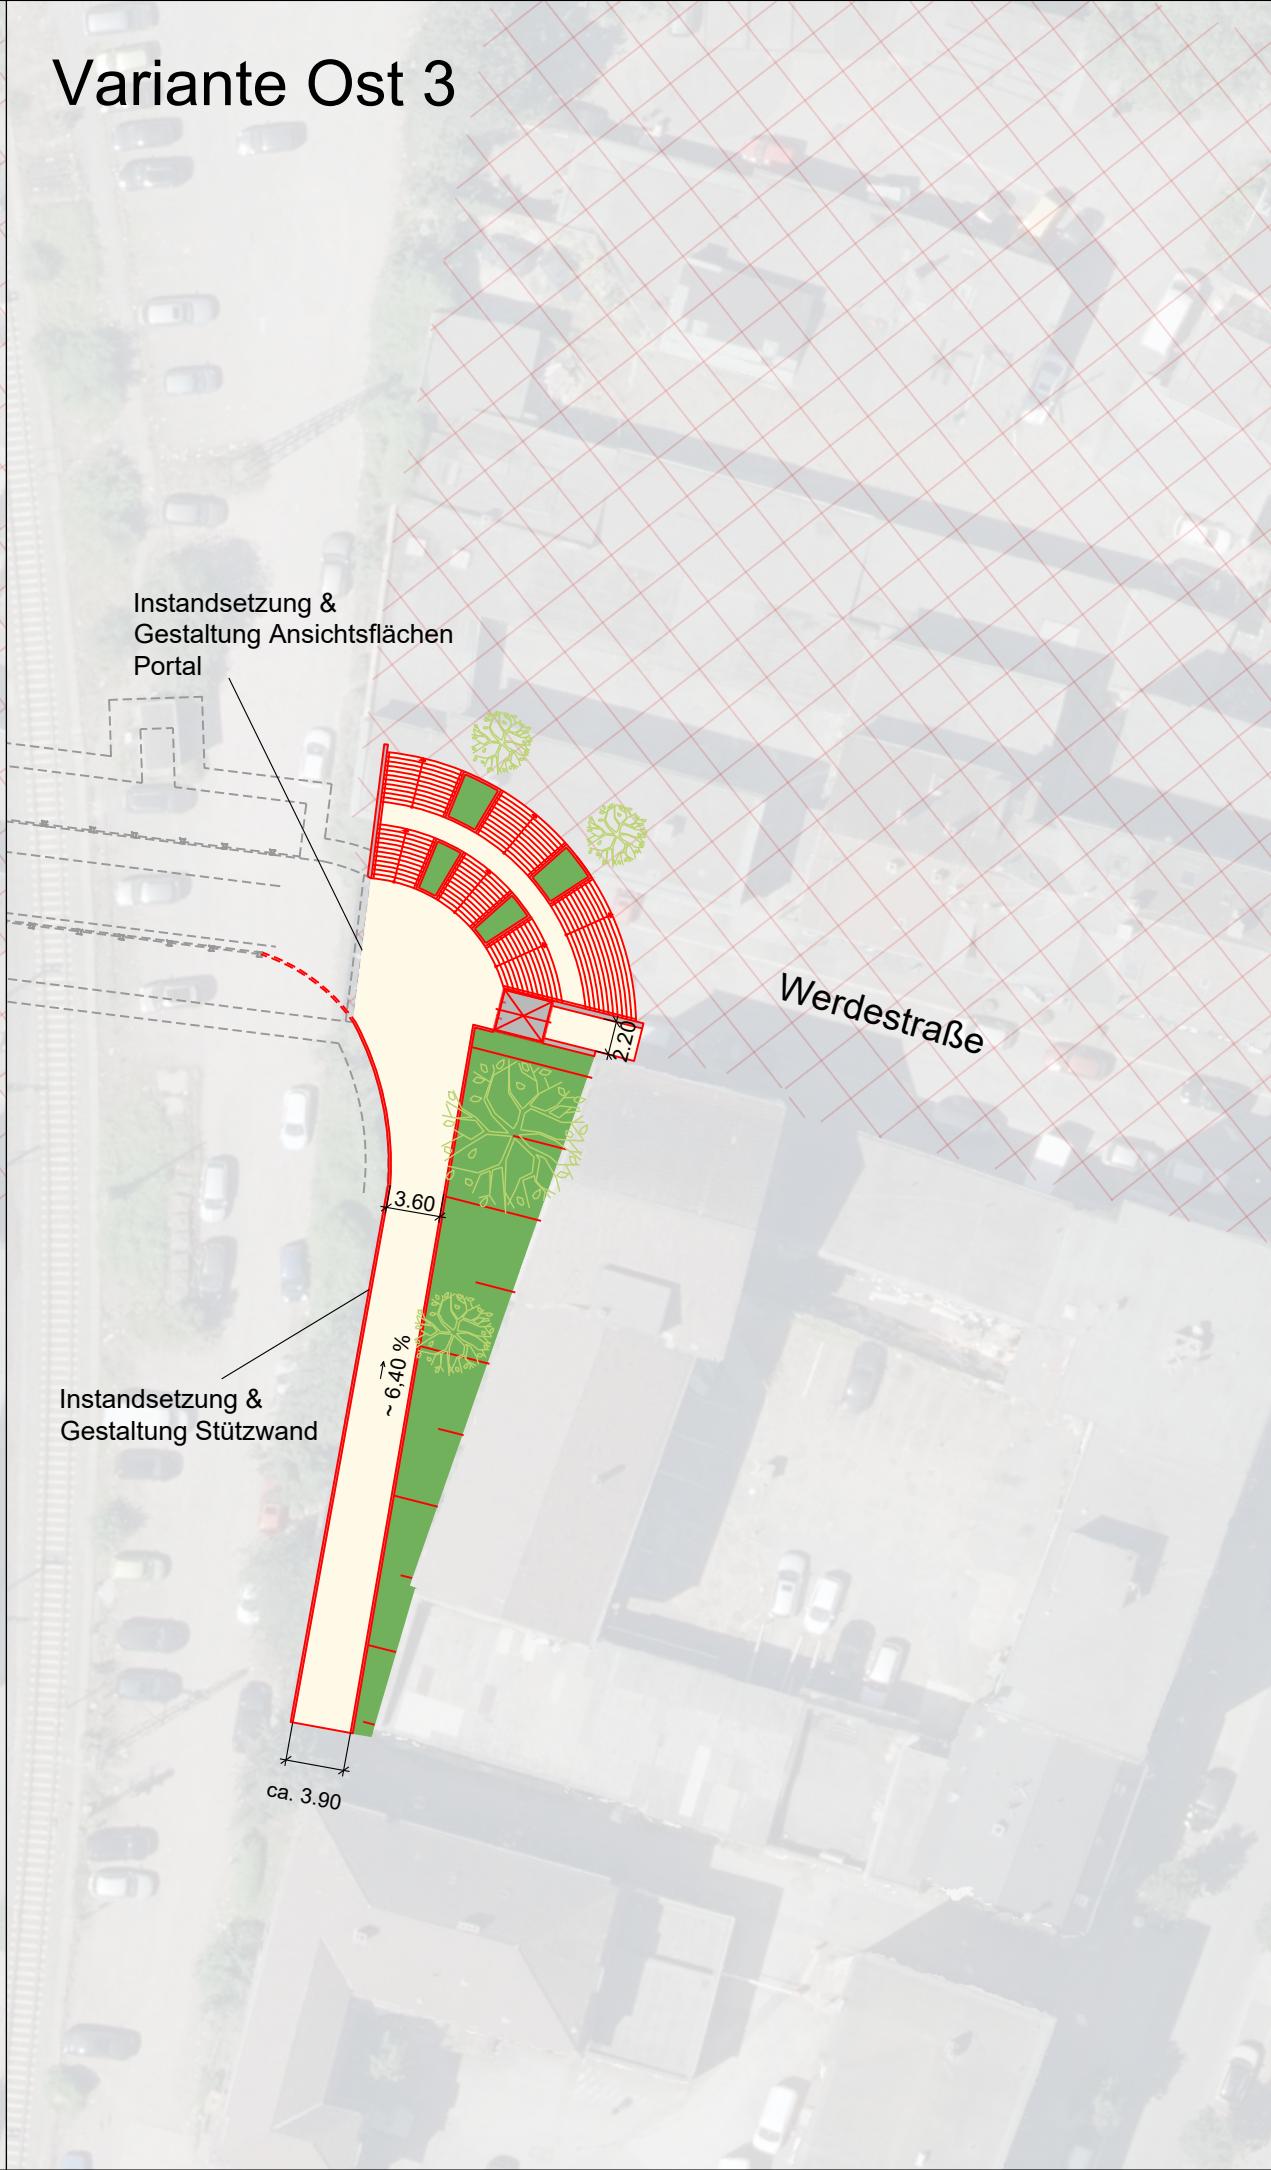 Variante Ost 3
Instandsetzung &
Gestaltung Ansichtsflächen
Portal
Werdestraße
2.20
3.60
~ 6,40 %
Instandsetzung &
Gestaltung Stützwand
ca. 3.90